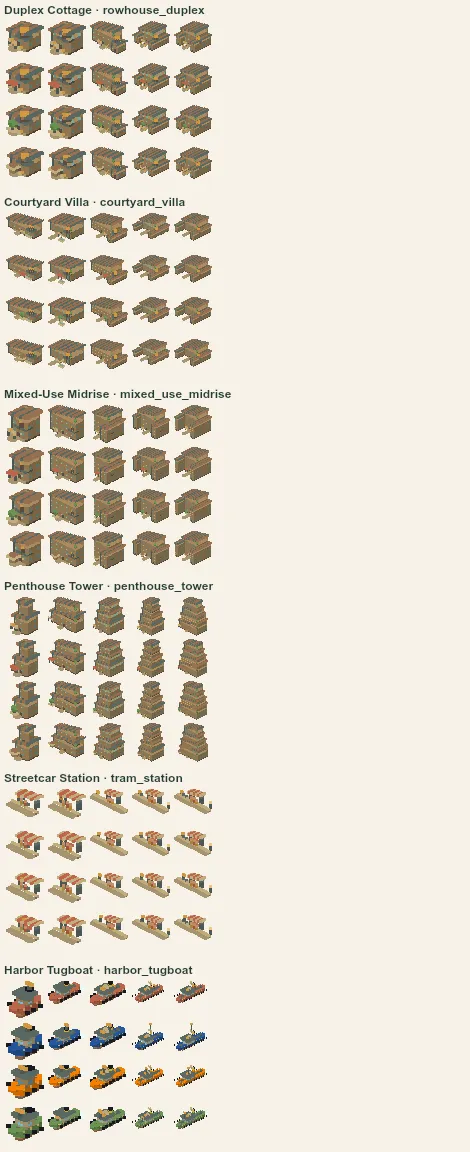 Duplex Cottage · rowhouse_duplex
Courtyard Villa · courtyard_villa
Mixed-Use Midrise · mixed_use_midrise
Penthouse Tower · penthouse_tower
Streetcar Station · tram_station
Harbor Tugboat · harbor_tugboat